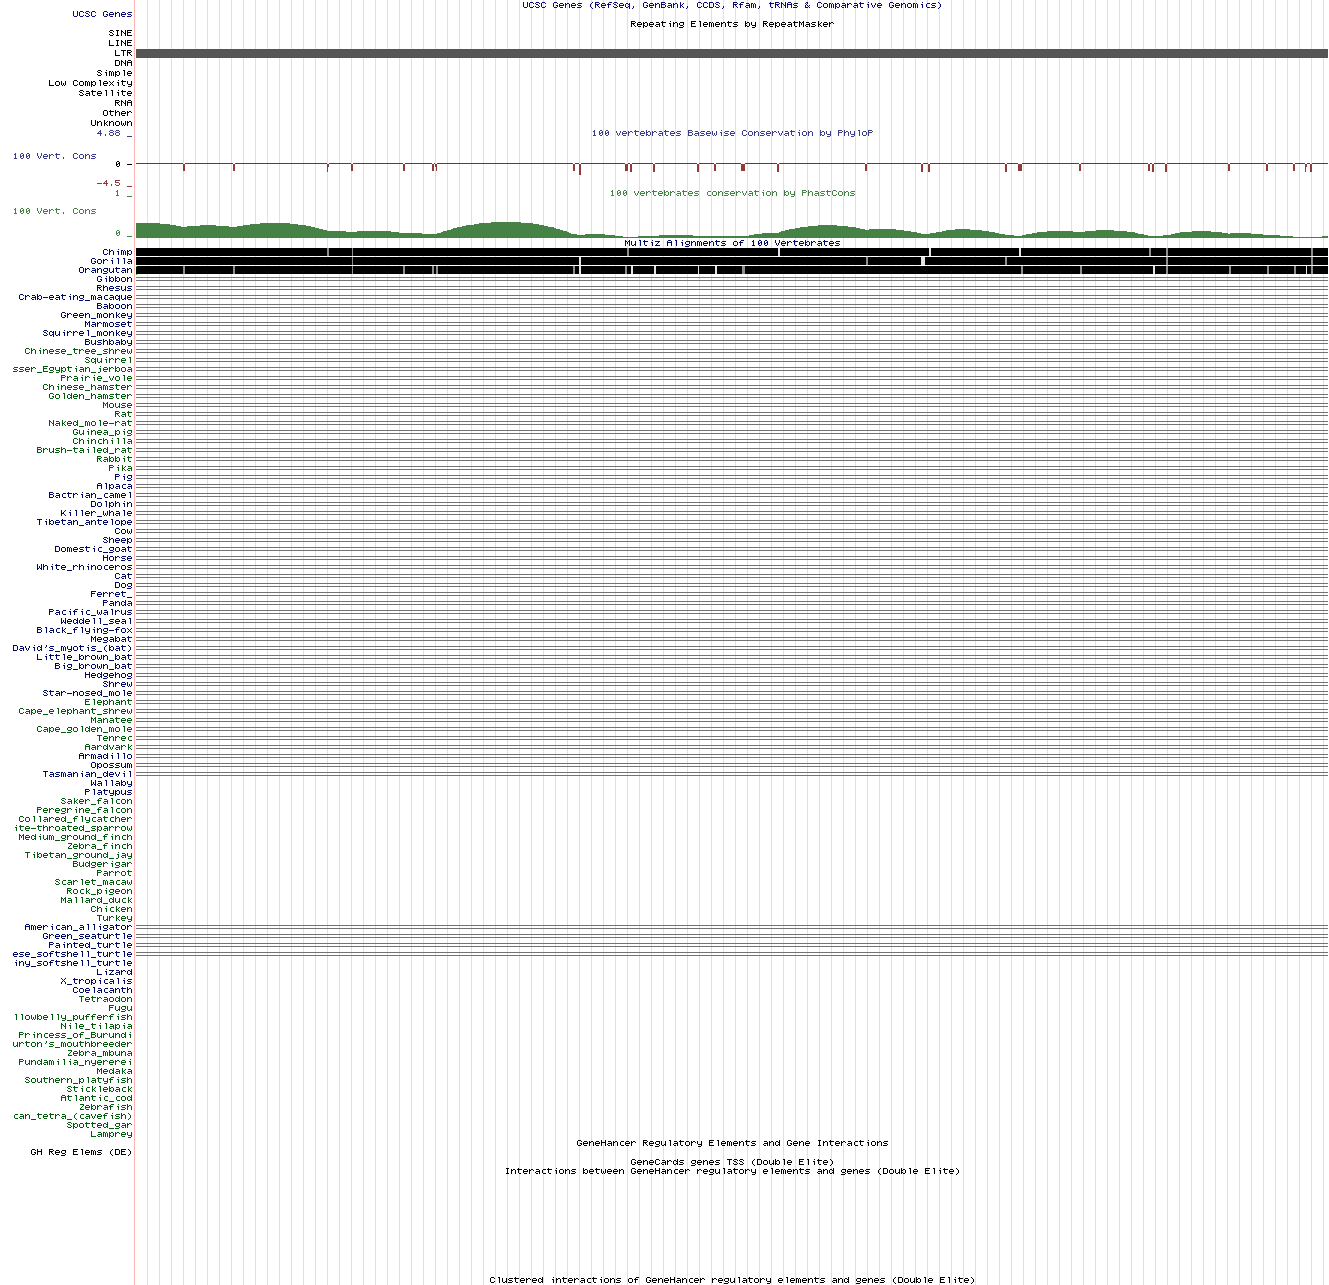 UCSC Genes (RefSeq, GenBank, CCDS, Rfam, tRNAs & Comparative Genomics)
UCSC Genes
Repeating Elements by RepeatMasker
SINE
LINE
LTR
DNA
Simple
Low Complexity
Satellite
RNA
Other
Unknown
4.88 _
100 vertebrates Basewise Conservation by PhyloP
100 Vert. Cons
0 -
-4.5 _
1 _
100 vertebrates conservation by PhastCons
100 Vert. Cons
0 _
Multiz Alignments of 100 Vertebrates
Chimp
Gorilla
Orangutan
Gibbon
Rhesus
Crab-eating_macaque
Baboon
Green_monkey
Marmoset
Squirrel_monkey
Bushbaby
Chinese_tree_shrew
Squirrel
sser_Egyptian_jerboa
Prairie_vole
Chinese_hamster
Golden_hamster
Mouse
Rat
Naked_mole-rat
Guinea_pig
Chinchilla
Brush-tailed_rat
Rabbit
Pika
Pig
Alpaca
Bactrian_camel
Dolphin
Killer_whale
Tibetan_antelope
Cow
Sheep
Domestic_goat
Horse
White_rhinoceros
Cat
Dog
Ferret_
Panda
Pacific_walrus
Weddell_seal
Black_flying-fox
Megabat
David's_myotis_(bat)
Little_brown_bat
Big_brown_bat
Hedgehog
Shrew
Star-nosed_mole
Elephant
Cape_elephant_shrew
Manatee
Cape_golden_mole
Tenrec
Aardvark
Armadillo
Opossum
Tasmanian_devil
Wallaby
Platypus
Saker_falcon
Peregrine_falcon
Collared_flycatcher
ite-throated_sparrow
Medium_ground_finch
Zebra_finch
Tibetan_ground_jay
Budgerigar
Parrot
Scarlet_macaw
Rock_pigeon
Mallard_duck
Chicken
Turkey
American_alligator
Green_seaturtle
Painted_turtle
ese_softshell_turtle
iny_softshell_turtle
Lizard
X_tropicalis
Coelacanth
Tetraodon
Fugu
llowbelly_pufferfish
Nile_tilapia
Princess_of_Burundi
urton's_mouthbreeder
Zebra_mbuna
Pundamilia_nyererei
Medaka
Southern_platyfish
Stickleback
Atlantic_cod
Zebrafish
can_tetra_(cavefish)
Spotted_gar
Lamprey
GeneHancer Regulatory Elements and Gene Interactions
GH Reg Elems (DE)
GeneCards genes TSS (Double Elite)
Interactions between GeneHancer regulatory elements and genes (Double Elite)
Clustered interactions of GeneHancer regulatory elements and genes (Double Elite)